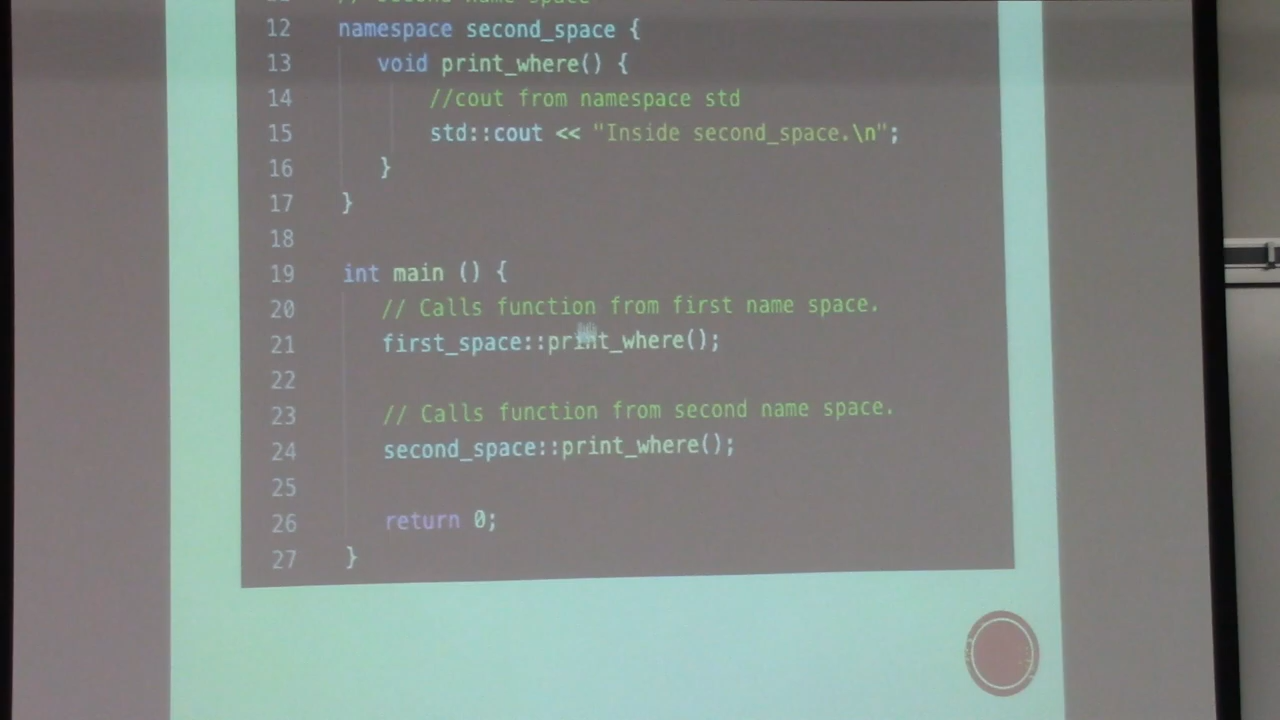 12 namespace second_space {
13 void print_where() {
14 //cout from namespace std
15 std::cout << "Inside second_space.\n";
16 }
17 }
18
19 int main () {
20 // Calls function from first name space.
21 first_space::print_where();
22
23 // Calls function from second name space.
24 second_space::print_where();
25
26 return 0;
27 }